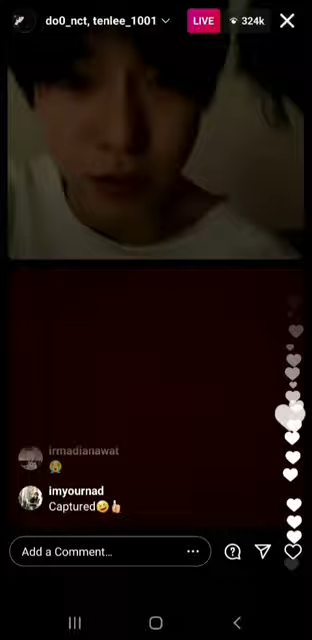 do0_nct, tenlee_1001
LIVE
324k
irmadianawat
😭
imyournad
Captured🤣🫰🏻
Add a Comment...